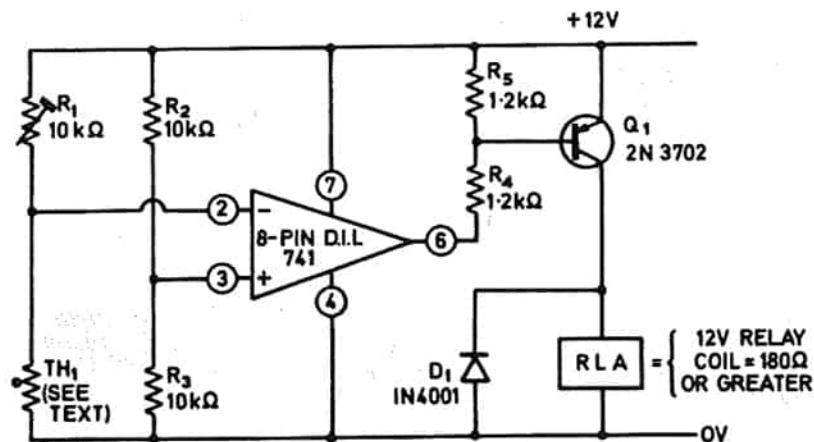 +12V
R1
10kΩ
R2
10kΩ
R5
1·2kΩ
Q1
2N 3702
R4
1·2kΩ
7
2
-
8-PIN D.I.L
741
6
3
+
4
TH1
(SEE
TEXT)
R3
10kΩ
D1
IN4001
RLA
=
12V RELAY
COIL = 180Ω
OR GREATER
0V